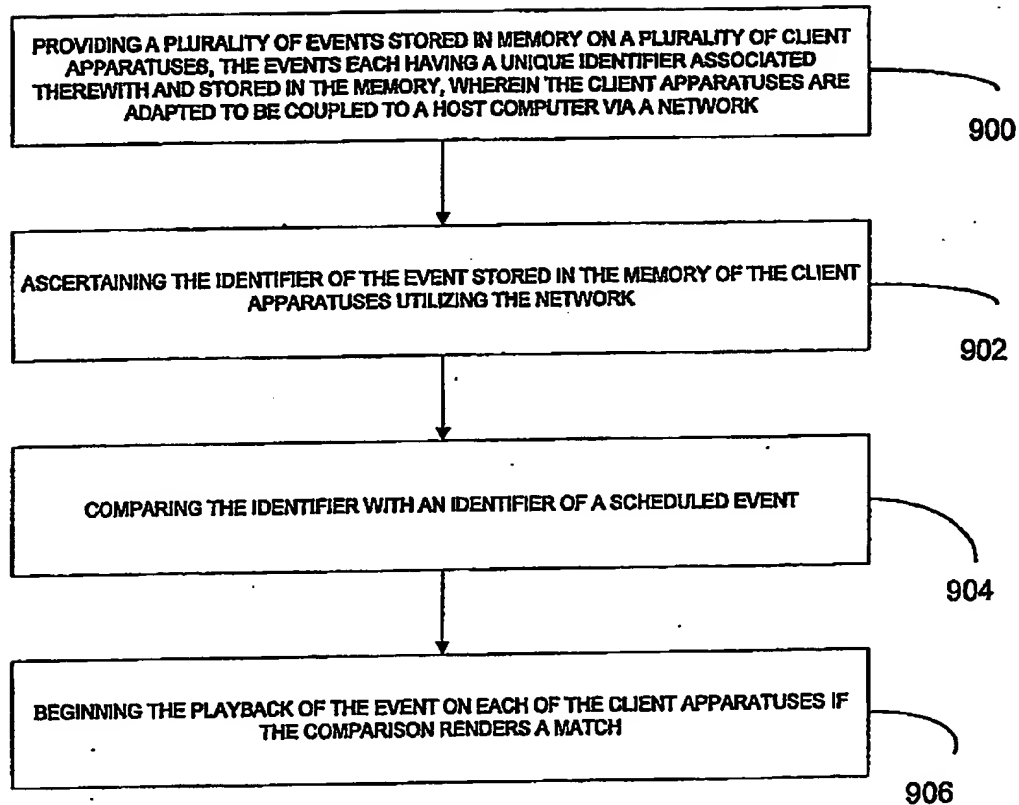 PROVIDING A PLURALITY OF EVENTS STORED IN MEMORY ON A PLURALITY OF CLIENT
APPARATUSES, THE EVENTS EACH HAVING A UNIQUE IDENTIFIER ASSOCIATED
THEREWITH AND STORED IN THE MEMORY, WHEREIN THE CLIENT APPARATUSES ARE
ADAPTED TO BE COUPLED TO A HOST COMPUTER VIA A NETWORK
900
ASCERTAINING THE IDENTIFIER OF THE EVENT STORED IN THE MEMORY OF THE CLIENT
APPARATUSES UTILIZING THE NETWORK
902
COMPARING THE IDENTIFIER WITH AN IDENTIFIER OF A SCHEDULED EVENT
904
BEGINNING THE PLAYBACK OF THE EVENT ON EACH OF THE CLIENT APPARATUSES IF
THE COMPARISON RENDERS A MATCH
906